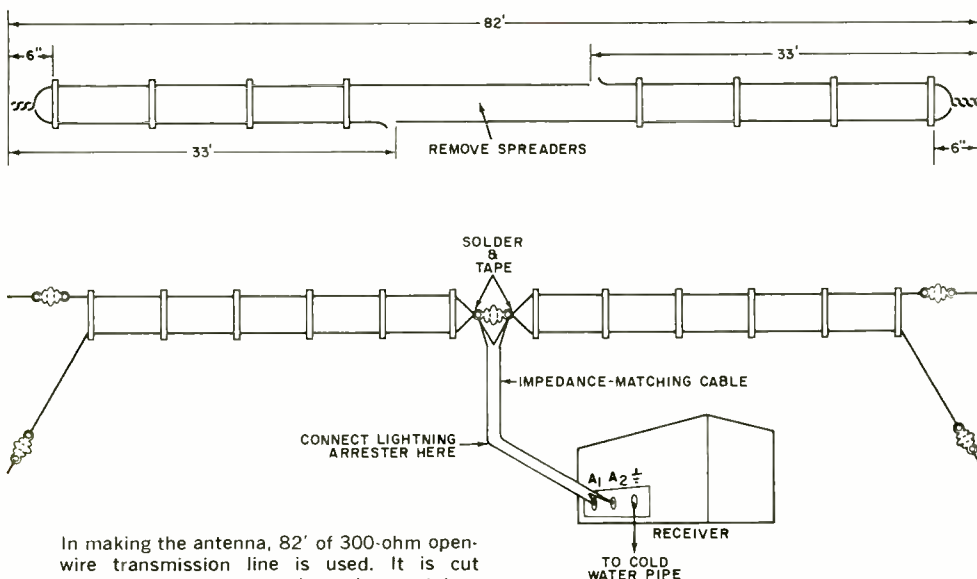 82'
6"
33'
33'
REMOVE SPREADERS
6"
SOLDER
&
TAPE
IMPEDANCE-MATCHING CABLE
CONNECT LIGHTNING
ARRESTER HERE
A1 A2
RECEIVER
TO COLD
WATER PIPE
In making the antenna, 82' of 300-ohm open-
wire transmission line is used. It is cut